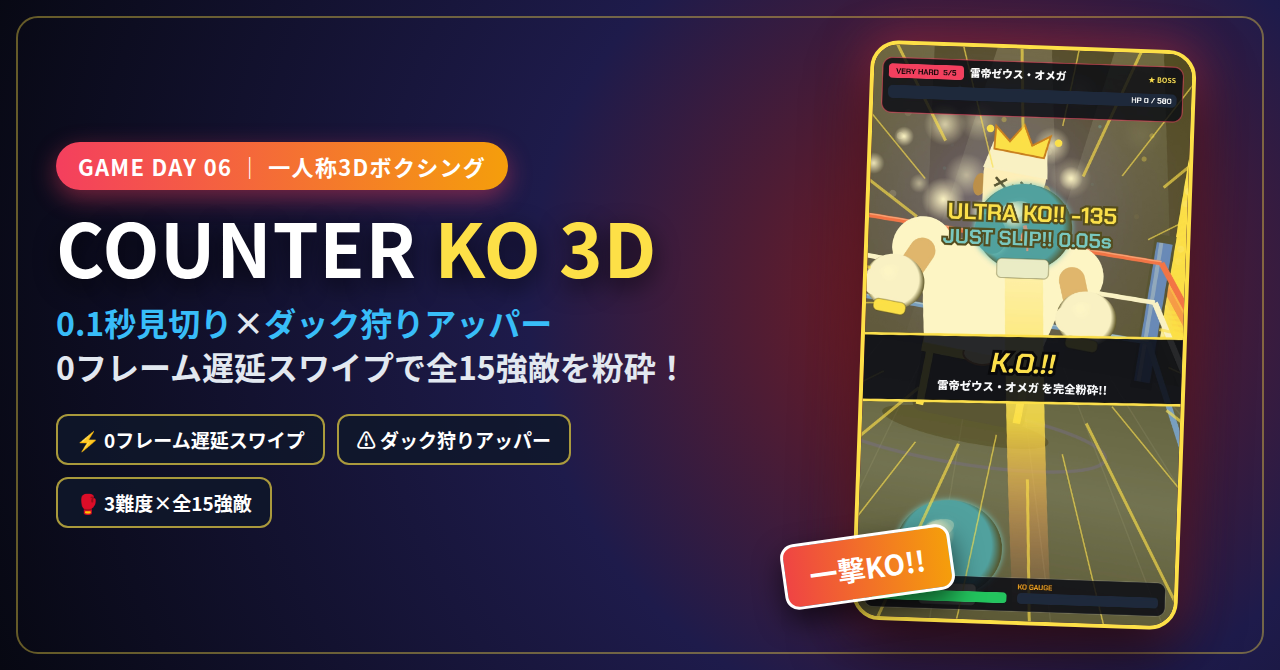 GAME DAY 06 | 一人称3Dボクシング
COUNTER KO 3D
0.1秒見切り×ダック狩りアッパー
0フレーム遅延スワイプで全15強敵を粉砕！
⚡ 0フレーム遅延スワイプ
⚠ ダック狩りアッパー
🥊 3難度×全15強敵
VERY HARD 5/5 雷帝ゼウス・オメガ
★ BOSS
HP 0 / 580
ULTRA KO!! -135
JUST SLIP!! 0.05s
K.O.!!
雷帝ゼウス・オメガ を完全粉砕!!
一撃KO!!
KO GAUGE